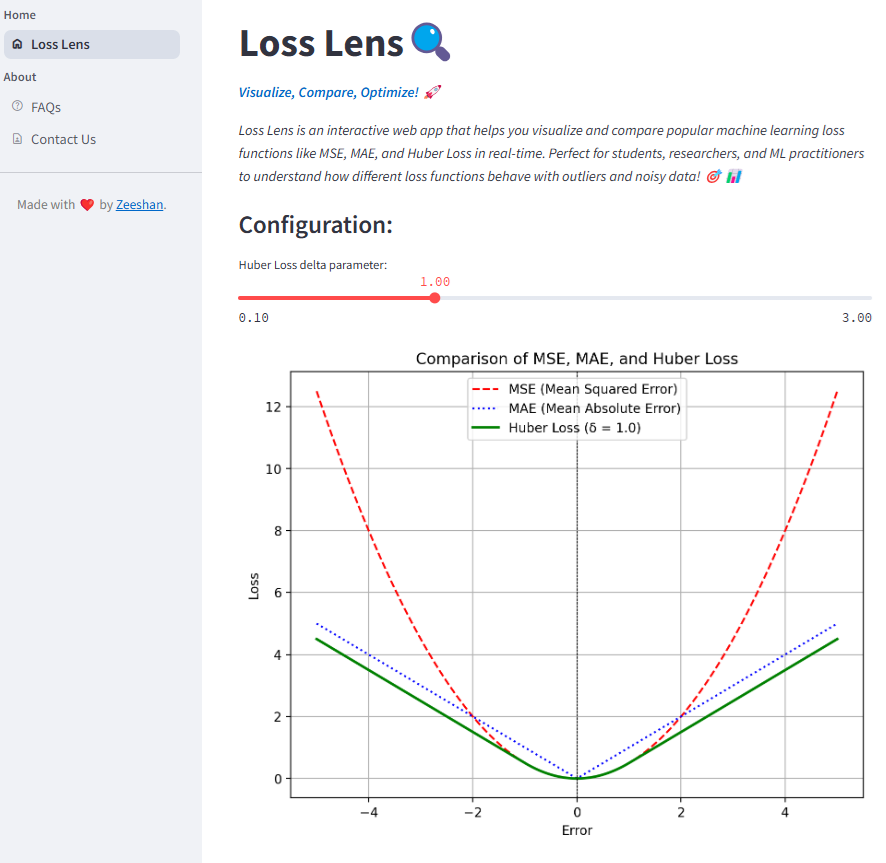 Home
Loss Lens
About
FAQs
Contact Us
Made with ❤️ by Zeeshan.
Loss Lens 🔍
Visualize, Compare, Optimize! 🚀
Loss Lens is an interactive web app that helps you visualize and compare popular machine learning loss
functions like MSE, MAE, and Huber Loss in real-time. Perfect for students, researchers, and ML practitioners
to understand how different loss functions behave with outliers and noisy data! 🎯 📊
Configuration:
Huber Loss delta parameter:
1.00
0.10 3.00
Comparison of MSE, MAE, and Huber Loss
MSE (Mean Squared Error)
MAE (Mean Absolute Error)
Huber Loss (δ = 1.0)
Loss
12
10
8
6
4
2
0
−4 −2 0 2 4
Error